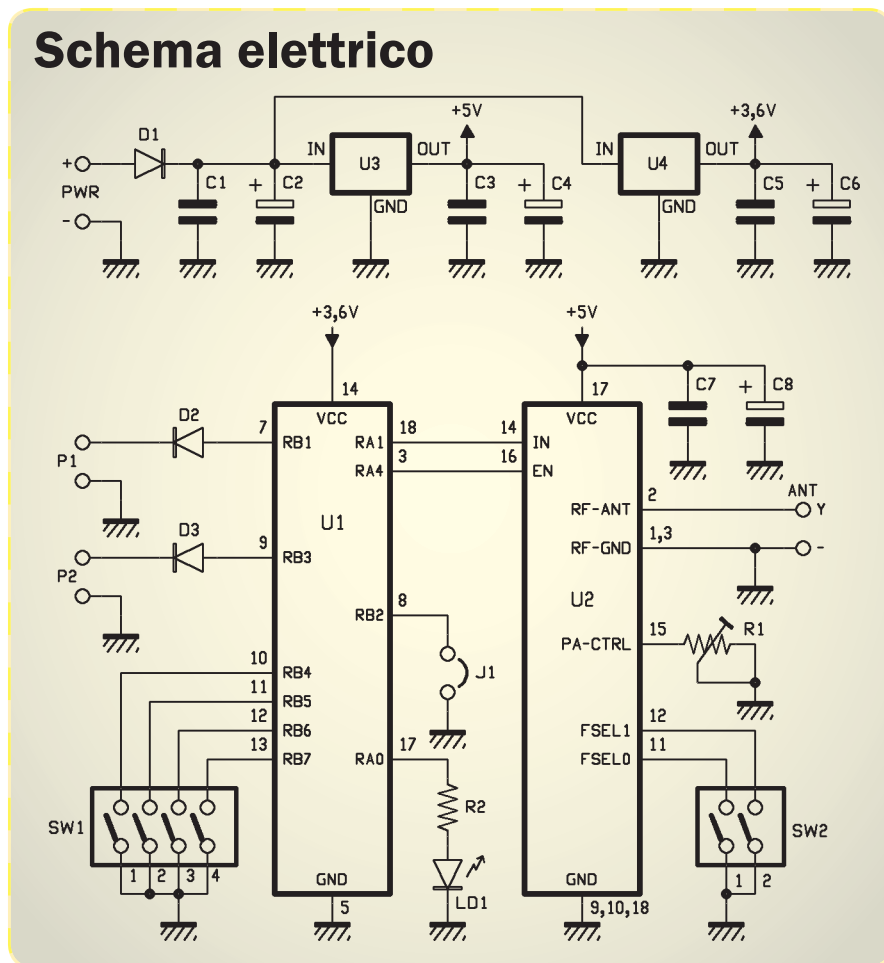 Schema elettrico
+5V
+3,6V
D1
IN U3 OUT
IN U4 OUT
+
PWR
-
C1
+ C2
GND
C3
+ C4
GND
C5
+ C6
+3,6V
+5V
14
17
C7
+ C8
VCC
VCC
D2
7
RB1
RA1
18
14
IN
P1
RA4
3
16
EN
2
ANT
RF-ANT
Y
U1
D3
9
RB3
1,3
RF-GND
-
P2
8
RB2
U2
15
R1
PA-CTRL
10
RB4
J1
11
RB5
12
RB6
12
FSEL1
13
RB7
17
RA0
11
FSEL0
R2
SW1
SW2
1 2 3 4
1 2
GND
LD1
GND
5
9,10,18